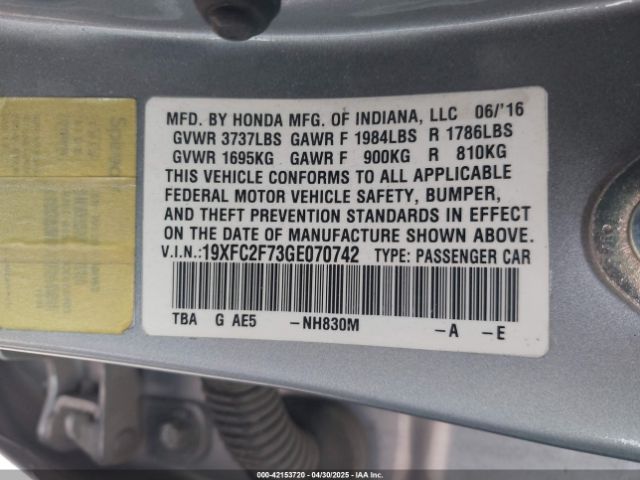 MFD. BY HONDA MFG. OF INDIANA, LLC 06/'16
GVWR 3737LBS GAWR F 1984LBS R 1786LBS
GVWR 1695KG GAWR F 900KG R 810KG
THIS VEHICLE CONFORMS TO ALL APPLICABLE
FEDERAL MOTOR VEHICLE SAFETY, BUMPER,
AND THEFT PREVENTION STANDARDS IN EFFECT
ON THE DATE OF MANUFACTURE SHOWN ABOVE.
V.I.N.:19XFC2F73GE070742 TYPE: PASSENGER CAR
TBA G AE5 -NH830M -A -E
000-42153720 04/30/2025 IAAI.COM